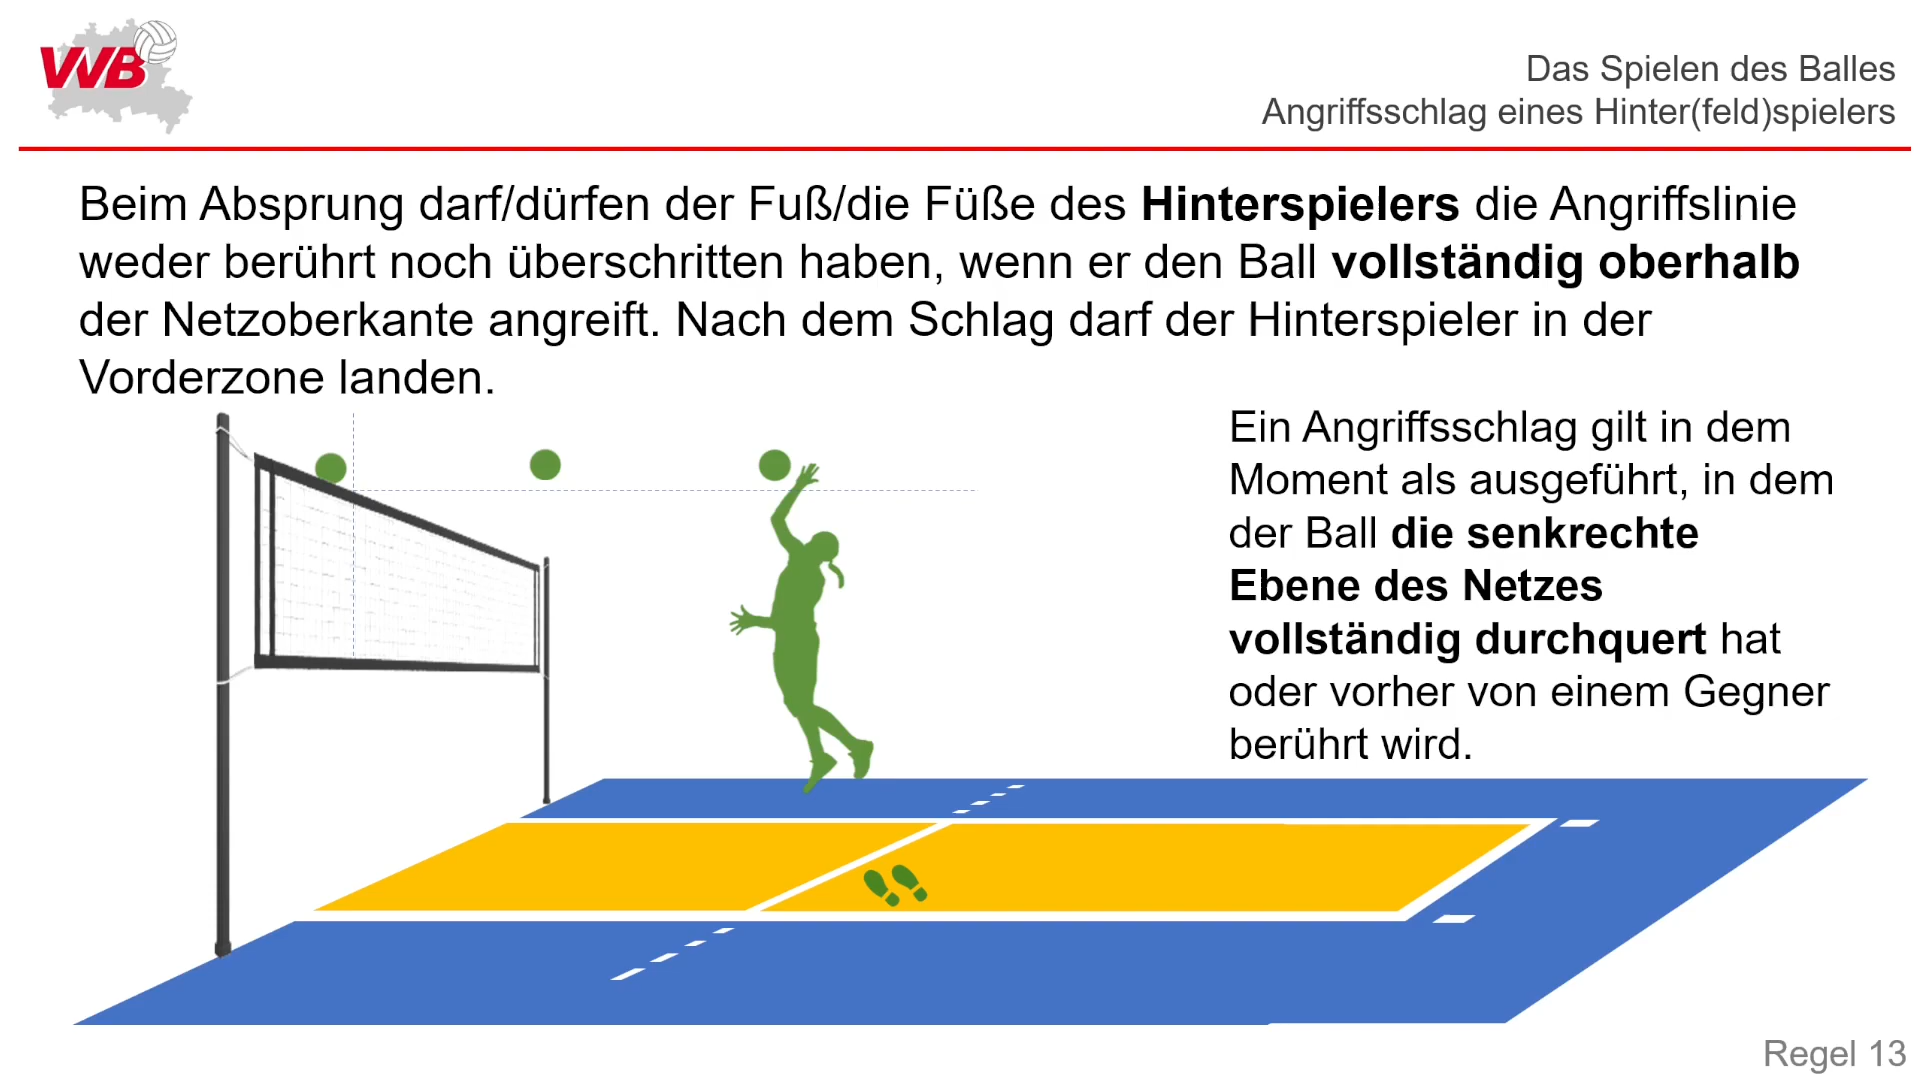 VVB
Das Spielen des Balles
Angriffsschlag eines Hinter(feld)spielers
Beim Absprung darf/dürfen der Fuß/die Füße des Hinterspielers die Angriffslinie
weder berührt noch überschritten haben, wenn er den Ball vollständig oberhalb
der Netzoberkante angreift. Nach dem Schlag darf der Hinterspieler in der
Vorderzone landen.
Ein Angriffsschlag gilt in dem
Moment als ausgeführt, in dem
der Ball die senkrechte
Ebene des Netzes
vollständig durchquert hat
oder vorher von einem Gegner
berührt wird.
Regel 13